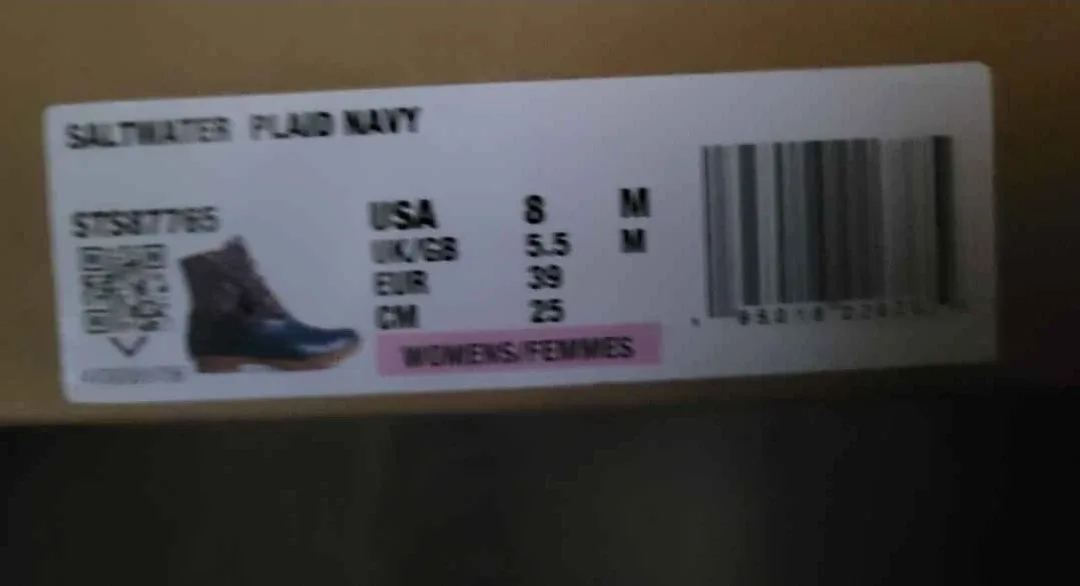 SALTWATER PLAID NAVY
STS87765
USA 8 M
UK/GB 5.5 M
EUR 39
CM 25
WOMENS/FEMMES